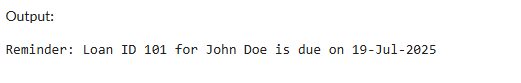 Output:
Reminder: Loan ID 101 for John Doe is due on 19-Jul-2025